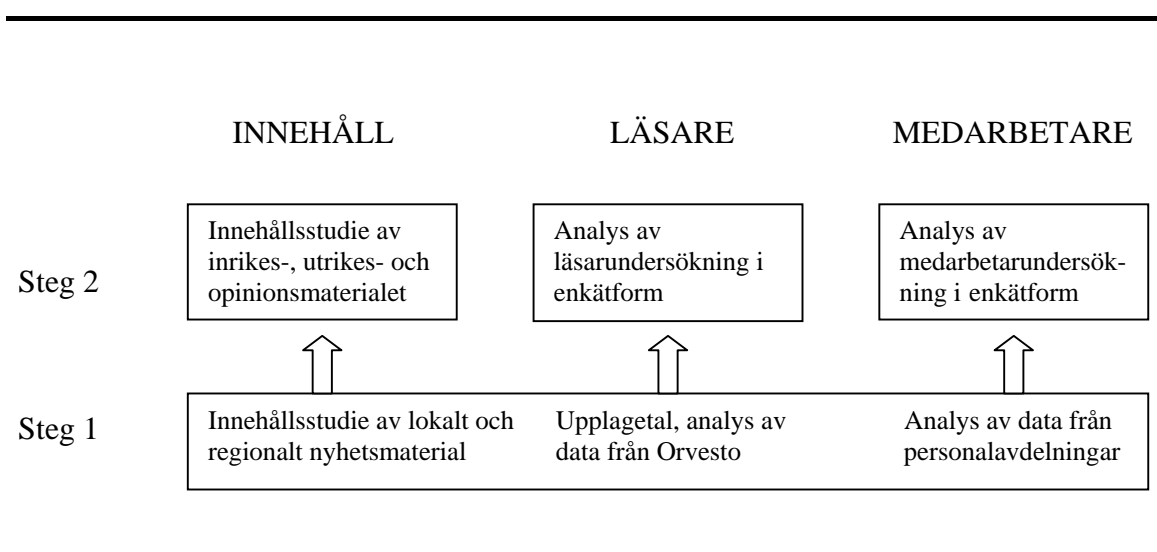 INNEHÅLL LÄSARE MEDARBETARE
Steg 2
Innehållsstudie av
inrikes-, utrikes- och
opinionsmaterialet
Analys av
läsarundersökning i
enkätform
Analys av
medarbetarundersök-
ning i enkätform
Steg 1
Innehållsstudie av lokalt och
regionalt nyhetsmaterial
Upplagetal, analys av
data från Orvesto
Analys av data från
personalavdelningar